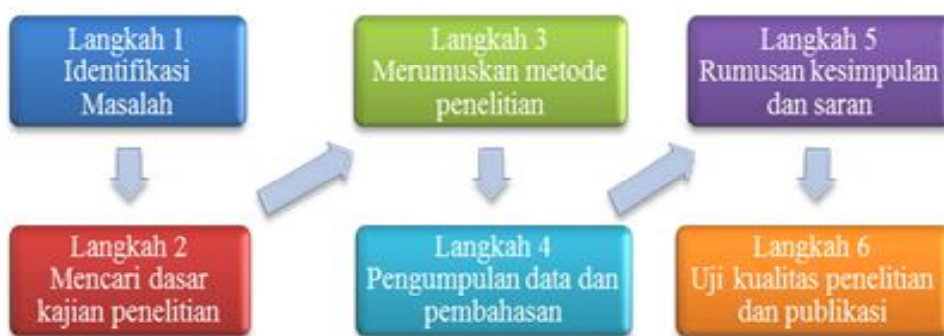 Langkah 1
Identifikasi
Masalah
Langkah 2
Mencari dasar
kajian penelitian
Langkah 3
Merumuskan metode
penelitian
Langkah 4
Pengumpulan data dan
pembahasan
Langkah 5
Rumusan kesimpulan
dan saran
Langkah 6
Uji kualitas penelitian
dan publikasi